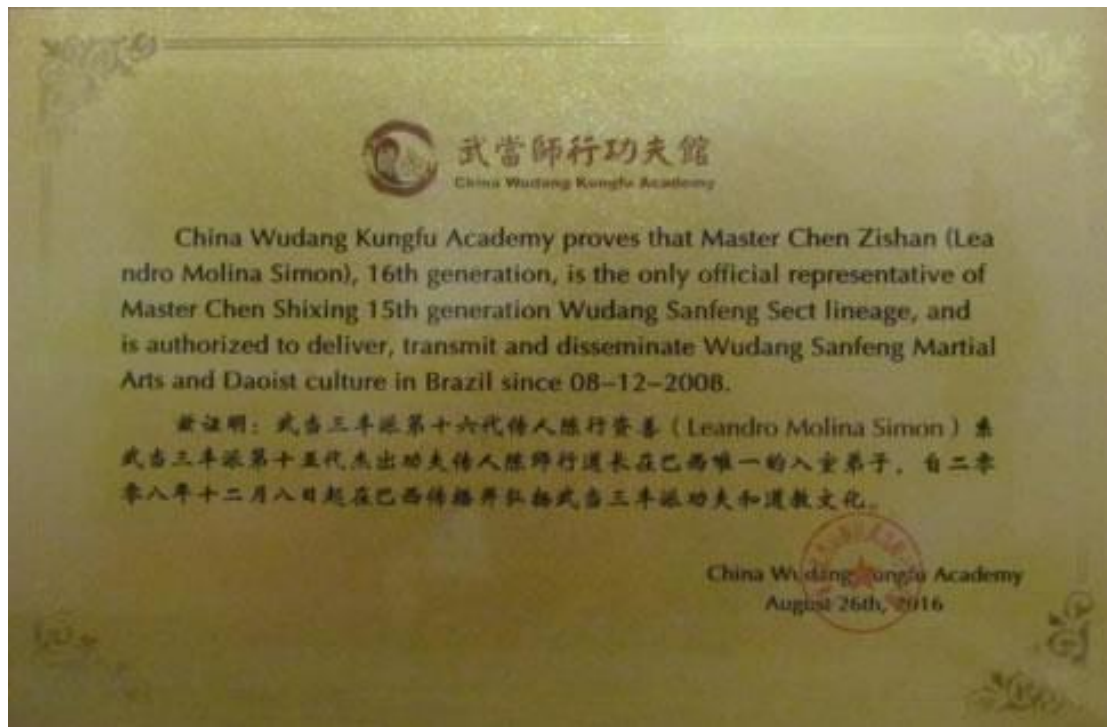 武當師行功夫館
China Wudang Kungfu Academy
China Wudang Kungfu Academy proves that Master Chen Zishan (Lea
ndro Molina Simon), 16th generation, is the only official representative of
Master Chen Shixing 15th generation Wudang Sanfeng Sect lineage, and
is authorized to deliver, transmit and disseminate Wudang Sanfeng Martial
Arts and Daoist culture in Brazil since 08-12-2008.
兹证明：武当三丰派第十六代传人陈行资善（Leandro Molina Simon）系
武当三丰派第十五代杰出功夫传人陈师行道长在巴西唯一的入室弟子，自二零
零八年十二月八日起在巴西传播并弘扬武当三丰派功夫和道教文化。
China Wudang Kungfu Academy
August 26th, 2016